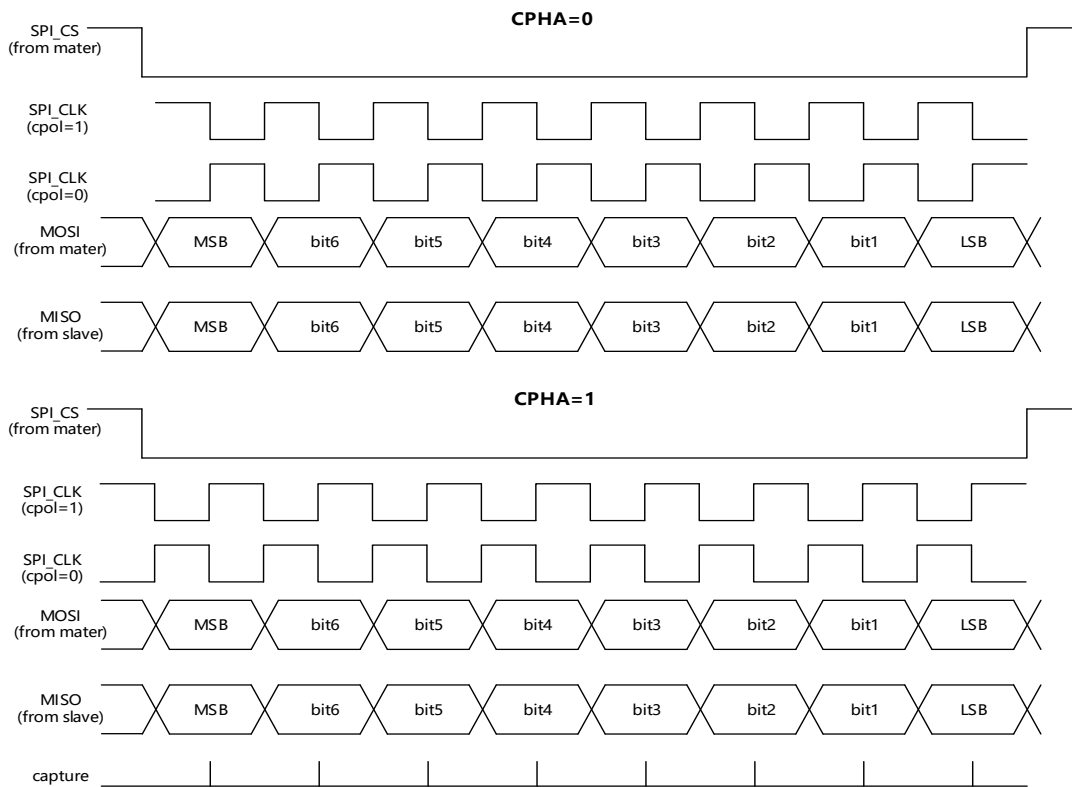 CPHA=0
SPI_CS
(from mater)
SPI_CLK
(cpol=1)
SPI_CLK
(cpol=0)
MOSI
(from mater)
MSB bit6 bit5 bit4 bit3 bit2 bit1 LSB
MISO
(from slave)
MSB bit6 bit5 bit4 bit3 bit2 bit1 LSB
CPHA=1
SPI_CS
(from mater)
SPI_CLK
(cpol=1)
SPI_CLK
(cpol=0)
MOSI
(from mater)
MSB bit6 bit5 bit4 bit3 bit2 bit1 LSB
MISO
(from slave)
MSB bit6 bit5 bit4 bit3 bit2 bit1 LSB
capture